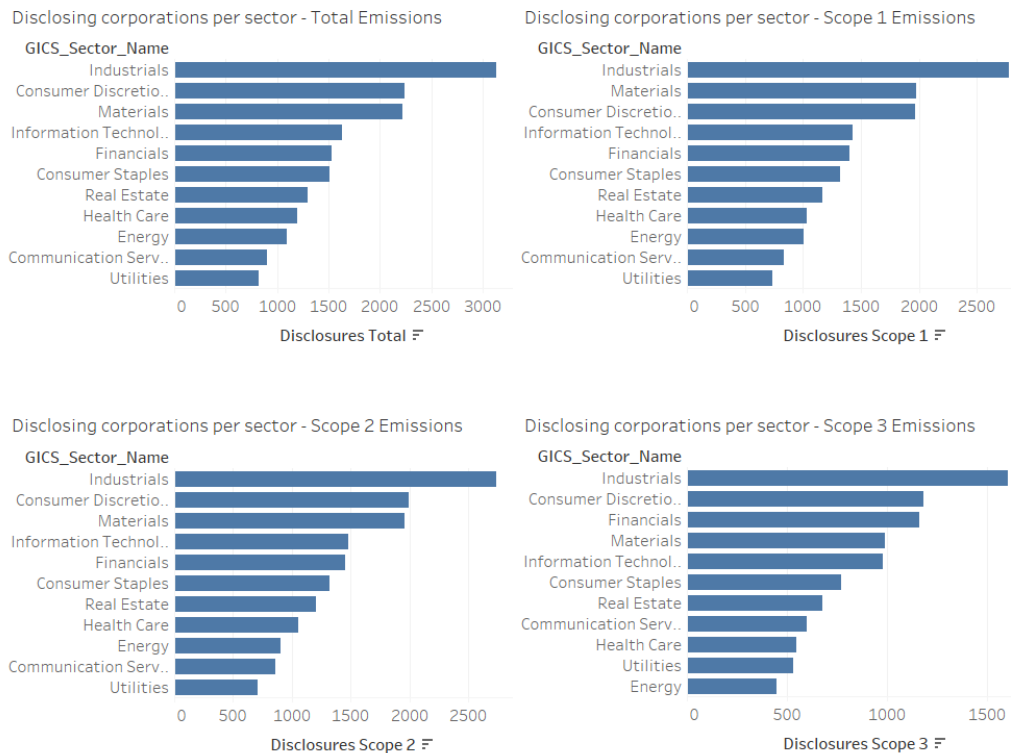 Disclosing corporations per sector - Total Emissions
GICS_Sector_Name
Industrials
Consumer Discretio..
Materials
Information Technol..
Financials
Consumer Staples
Real Estate
Health Care
Energy
Communication Serv..
Utilities
0 500 1000 1500 2000 2500 3000
Disclosures Total
Disclosing corporations per sector - Scope 1 Emissions
GICS_Sector_Name
Industrials
Materials
Consumer Discretio..
Information Technol..
Financials
Consumer Staples
Real Estate
Health Care
Energy
Communication Serv..
Utilities
0 500 1000 1500 2000 2500
Disclosures Scope 1
Disclosing corporations per sector - Scope 2 Emissions
GICS_Sector_Name
Industrials
Consumer Discretio..
Materials
Information Technol..
Financials
Consumer Staples
Real Estate
Health Care
Energy
Communication Serv..
Utilities
0 500 1000 1500 2000 2500
Disclosures Scope 2
Disclosing corporations per sector - Scope 3 Emissions
GICS_Sector_Name
Industrials
Consumer Discretio..
Financials
Materials
Information Technol..
Consumer Staples
Real Estate
Communication Serv..
Health Care
Utilities
Energy
0 500 1000 1500
Disclosures Scope 3